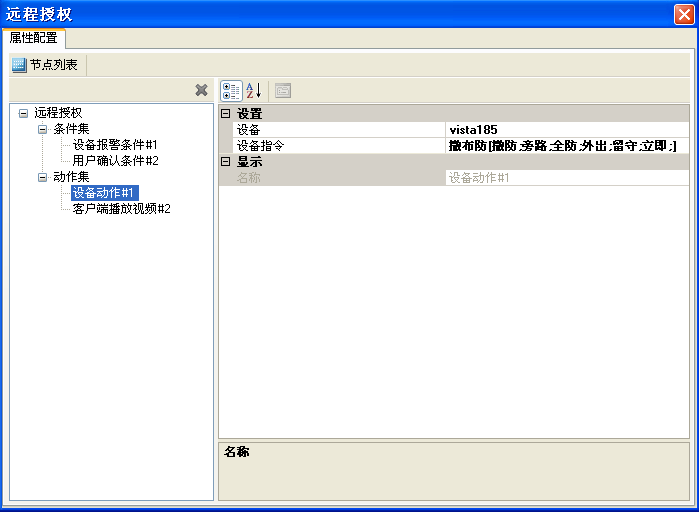 远程授权
属性配置
节点列表
远程授权
条件集
设备报警条件#1
用户确认条件#2
动作集
设备动作#1
客户端播放视频#2
设置
设备 vista185
设备指令 撤布防[撤防;旁路;全防;外出;留守;立即;]
显示
名称 设备动作#1
名称